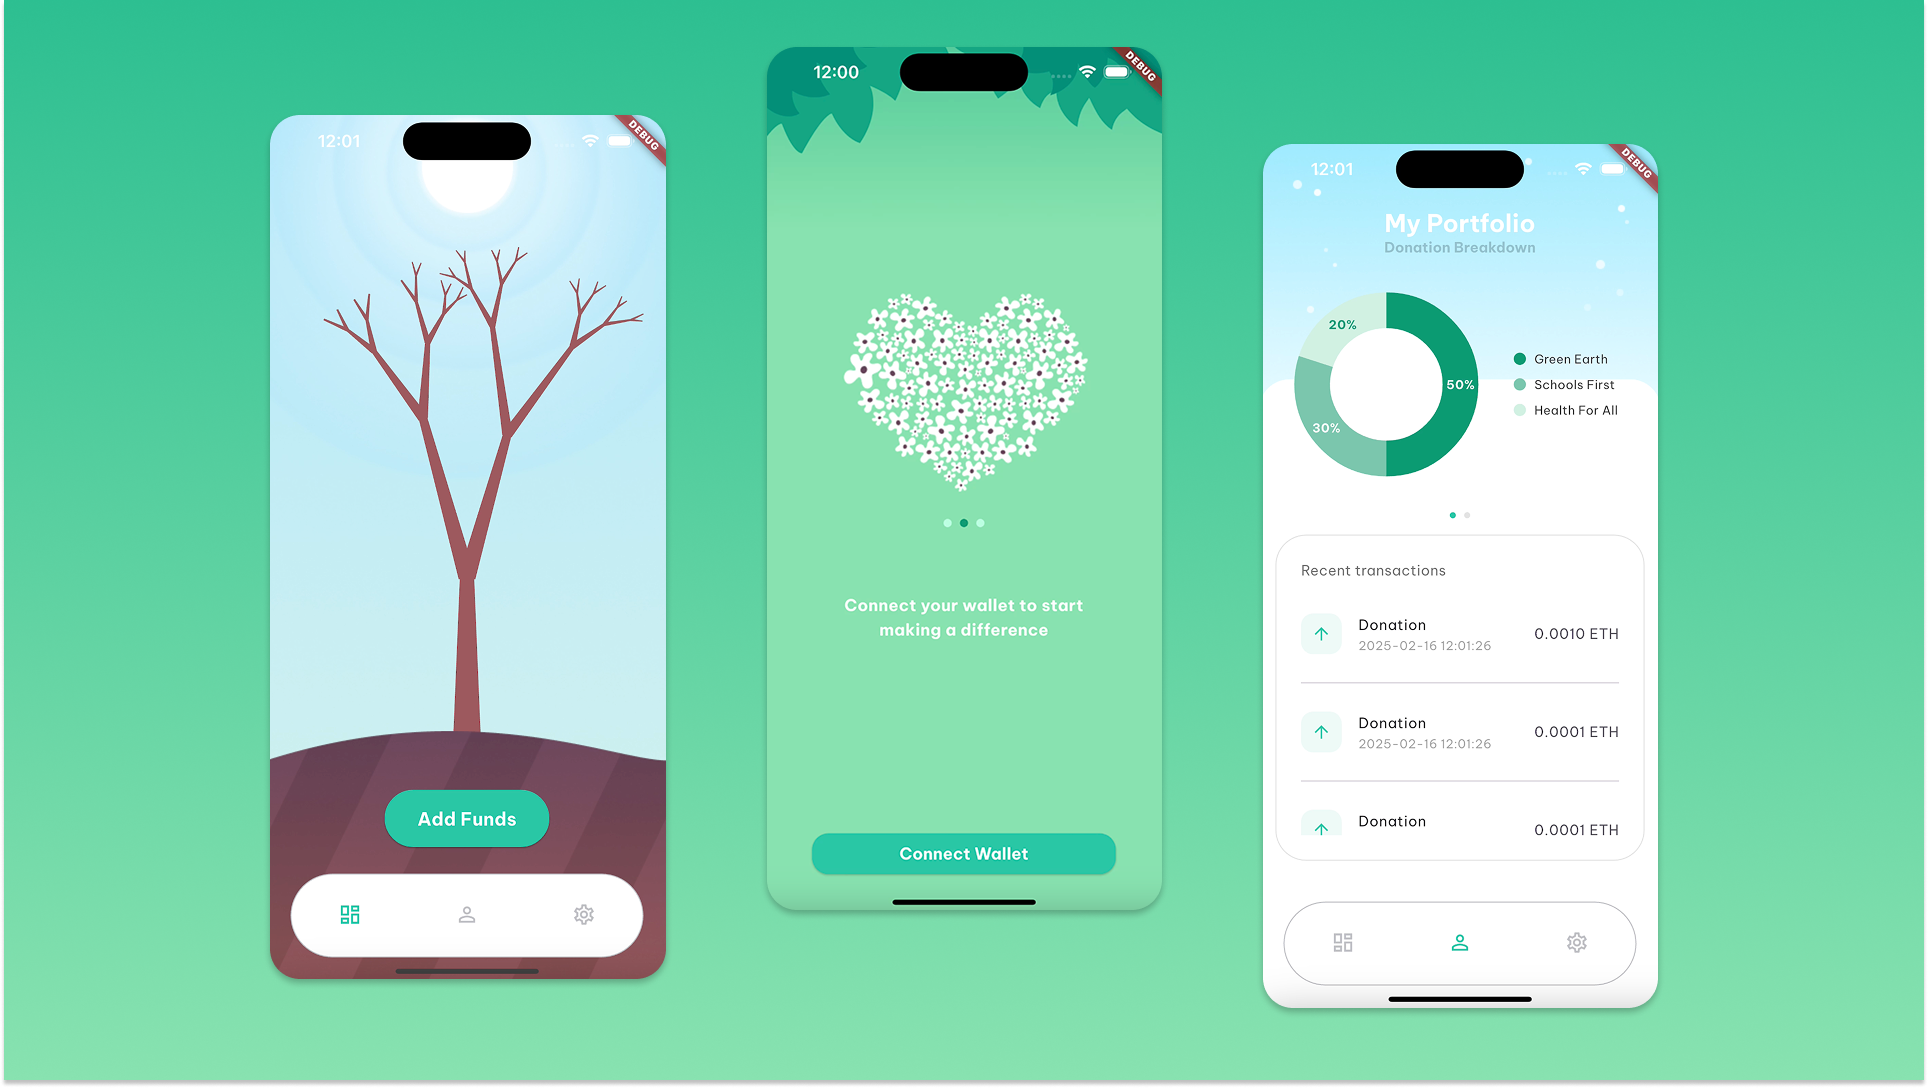 12:01
DEBUG
Add Funds
12:00
DEBUG
Connect your wallet to start
making a difference
Connect Wallet
12:01
DEBUG
My Portfolio
Donation Breakdown
20%
50%
30%
Green Earth
Schools First
Health For All
Recent transactions
Donation
2025-02-16 12:01:26
0.0010 ETH
Donation
2025-02-16 12:01:26
0.0001 ETH
Donation
0.0001 ETH